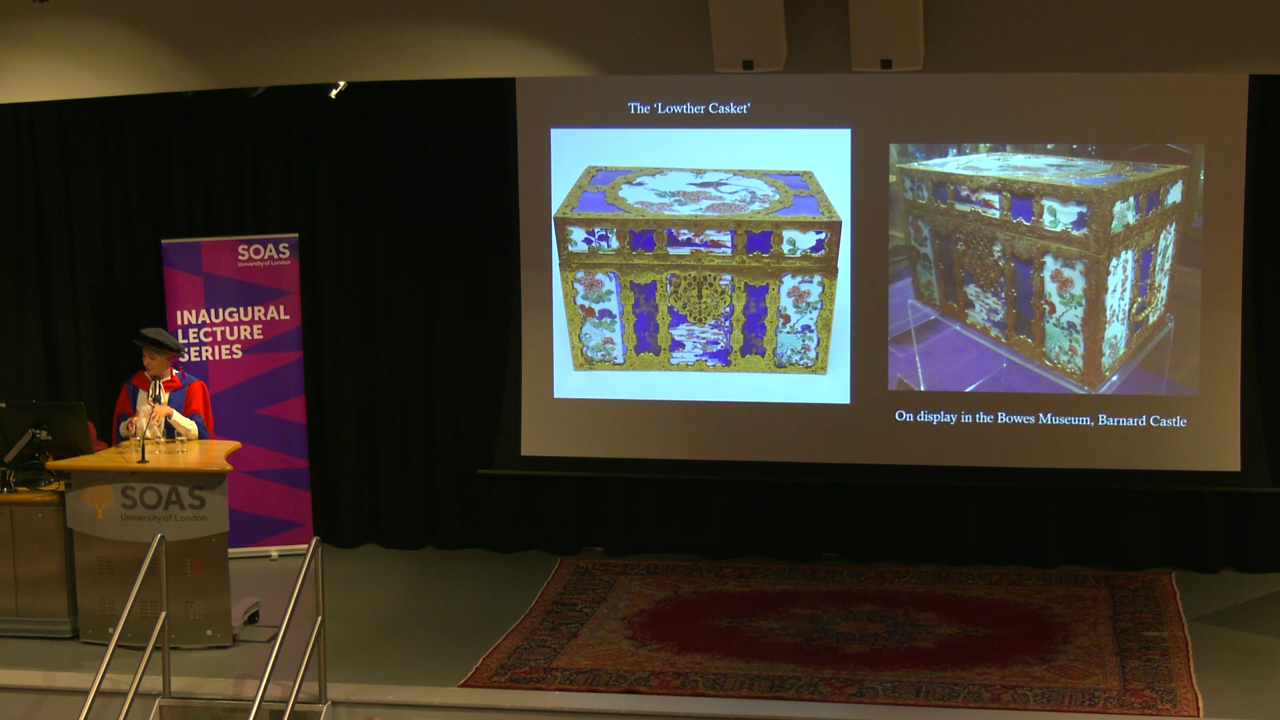 The ‘Lowther Casket’
On display in the Bowes Museum, Barnard Castle
SOAS
University of London
INAUGURAL
LECTURE
SERIES
SOAS
University of London